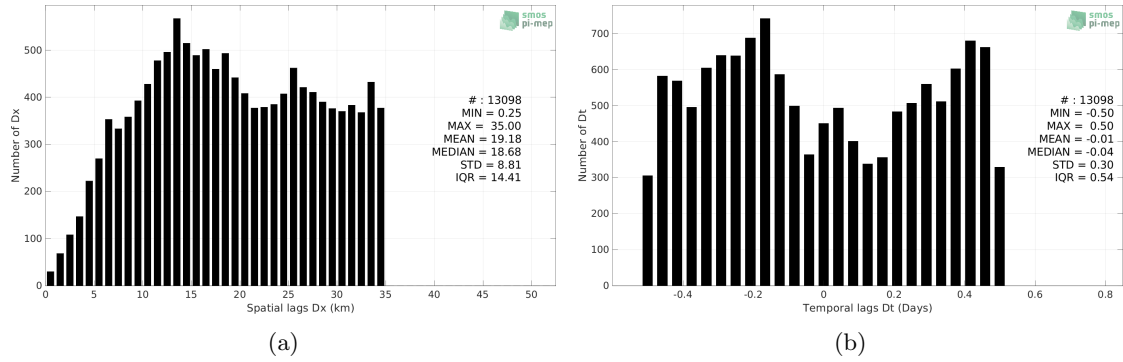 smos
pi-mep
500
400
300
200
100
0
Number of Dx
# : 13098
MIN = 0.25
MAX = 35.00
MEAN = 19.18
MEDIAN = 18.68
STD = 8.81
IQR = 14.41
0 5 10 15 20 25 30 35 40 45 50
Spatial lags Dx (km)
(a)
smos
pi-mep
700
600
500
400
300
200
100
0
Number of Dt
# : 13098
MIN = -0.50
MAX = 0.50
MEAN = -0.01
MEDIAN = -0.04
STD = 0.30
IQR = 0.54
-0.4 -0.2 0 0.2 0.4 0.6 0.8
Temporal lags Dt (Days)
(b)